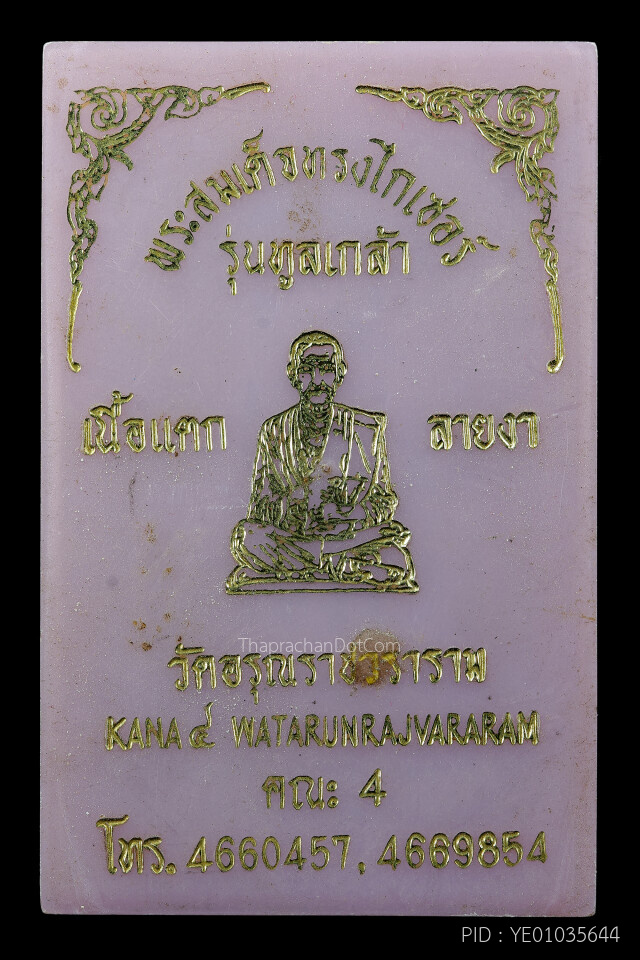 พระสมเด็จทรงไกเซอร์
รุ่นทูลเกล้า
เนื้อแตก ลายงา
ThaprachanDotCom
วัดอรุณราชวราราม
KANA ๔ WATARUNRAJVARARAM
คณะ 4
โทร. 4660457, 4669854
PID : YE01035644